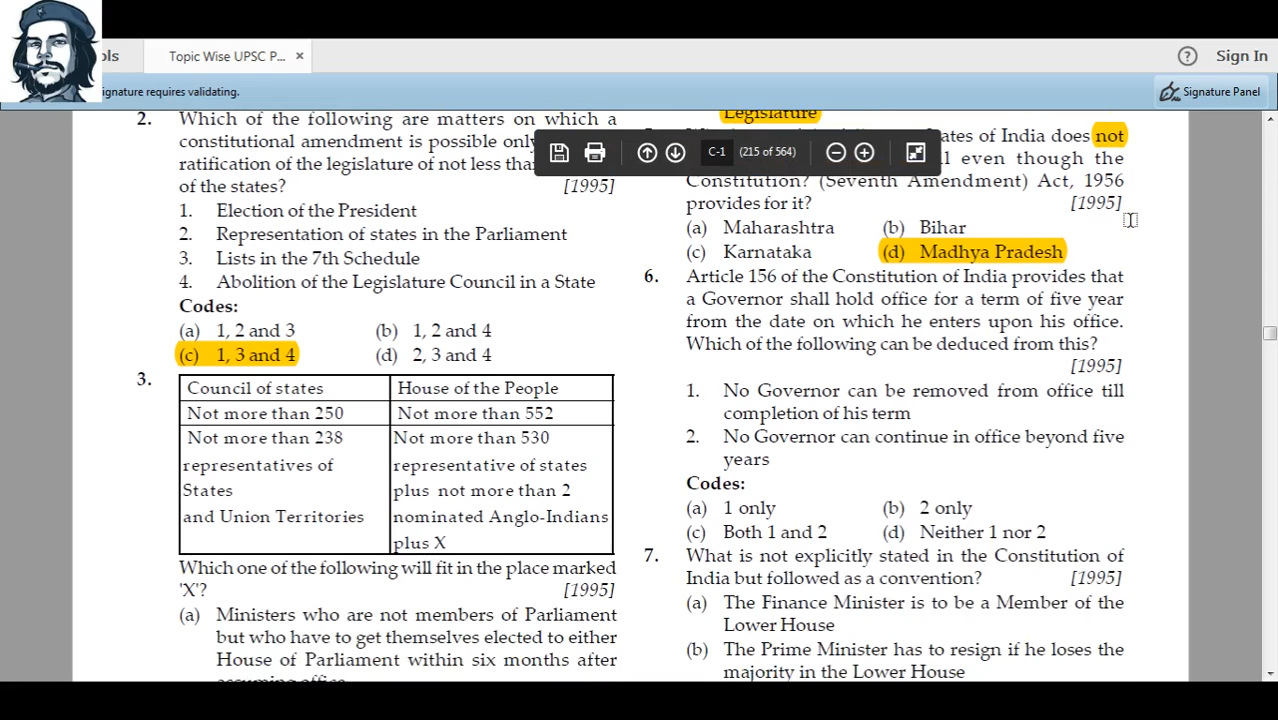 ols
Topic Wise UPSC P... ×
? Sign In
ignature requires validating.
Signature Panel
C-1 (215 of 564)
2. Which of the following are matters on which a
constitutional amendment is possible only
ratification of the legislature of not less than
of the states? [1995]
1. Election of the President
2. Representation of states in the Parliament
3. Lists in the 7th Schedule
4. Abolition of the Legislature Council in a State
Codes:
(a) 1, 2 and 3 (b) 1, 2 and 4
(c) 1, 3 and 4 (d) 2, 3 and 4
3. Council of states House of the People
Not more than 250 Not more than 552
Not more than 238 Not more than 530
representatives of representative of states
States plus not more than 2
and Union Territories nominated Anglo-Indians
plus X
Which one of the following will fit in the place marked
'X'? [1995]
(a) Ministers who are not members of Parliament
but who have to get themselves elected to either
House of Parliament within six months after
assuming office
Legislature
States of India does not
even though the
Constitution? (Seventh Amendment) Act, 1956
provides for it? [1995]
(a) Maharashtra (b) Bihar
(c) Karnataka (d) Madhya Pradesh
6. Article 156 of the Constitution of India provides that
a Governor shall hold office for a term of five year
from the date on which he enters upon his office.
Which of the following can be deduced from this?
[1995]
1. No Governor can be removed from office till
completion of his term
2. No Governor can continue in office beyond five
years
Codes:
(a) 1 only (b) 2 only
(c) Both 1 and 2 (d) Neither 1 nor 2
7. What is not explicitly stated in the Constitution of
India but followed as a convention? [1995]
(a) The Finance Minister is to be a Member of the
Lower House
(b) The Prime Minister has to resign if he loses the
majority in the Lower House